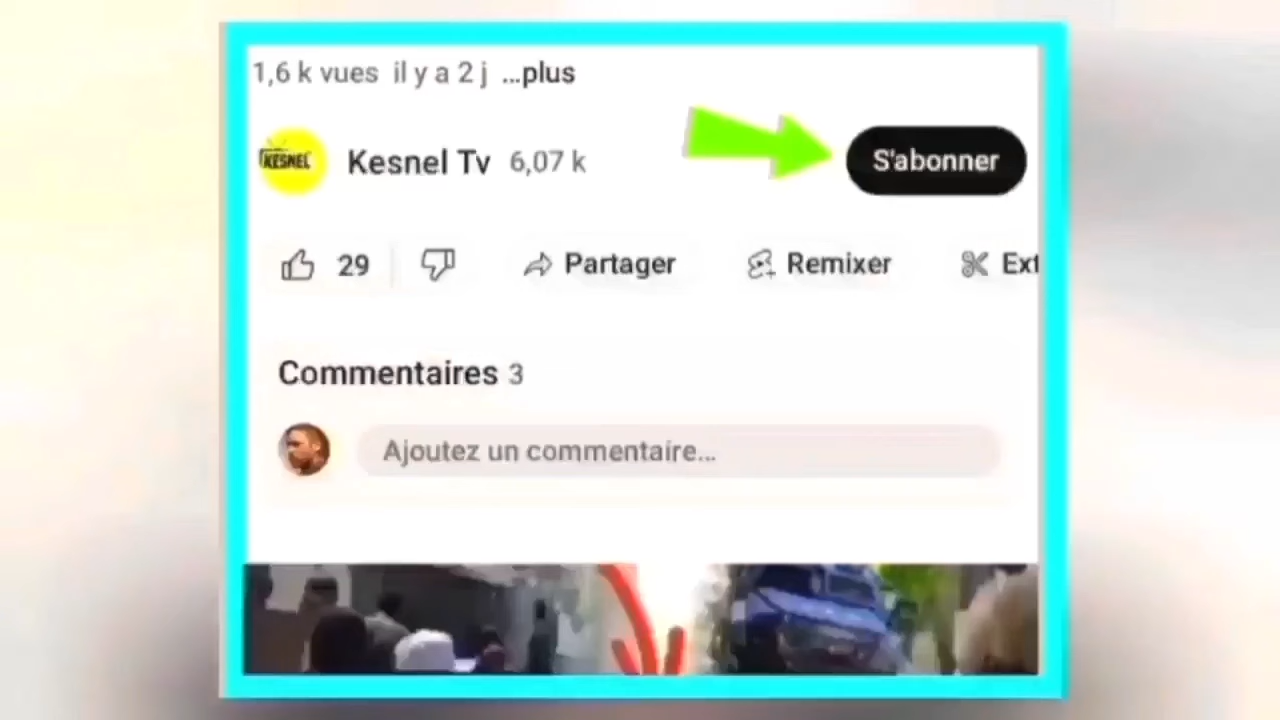 1,6 k vues il y a 2 j ...plus
KESNEL
Kesnel Tv 6,07 k
S'abonner
29
Partager
Remixer
Ext
Commentaires 3
Ajoutez un commentaire...